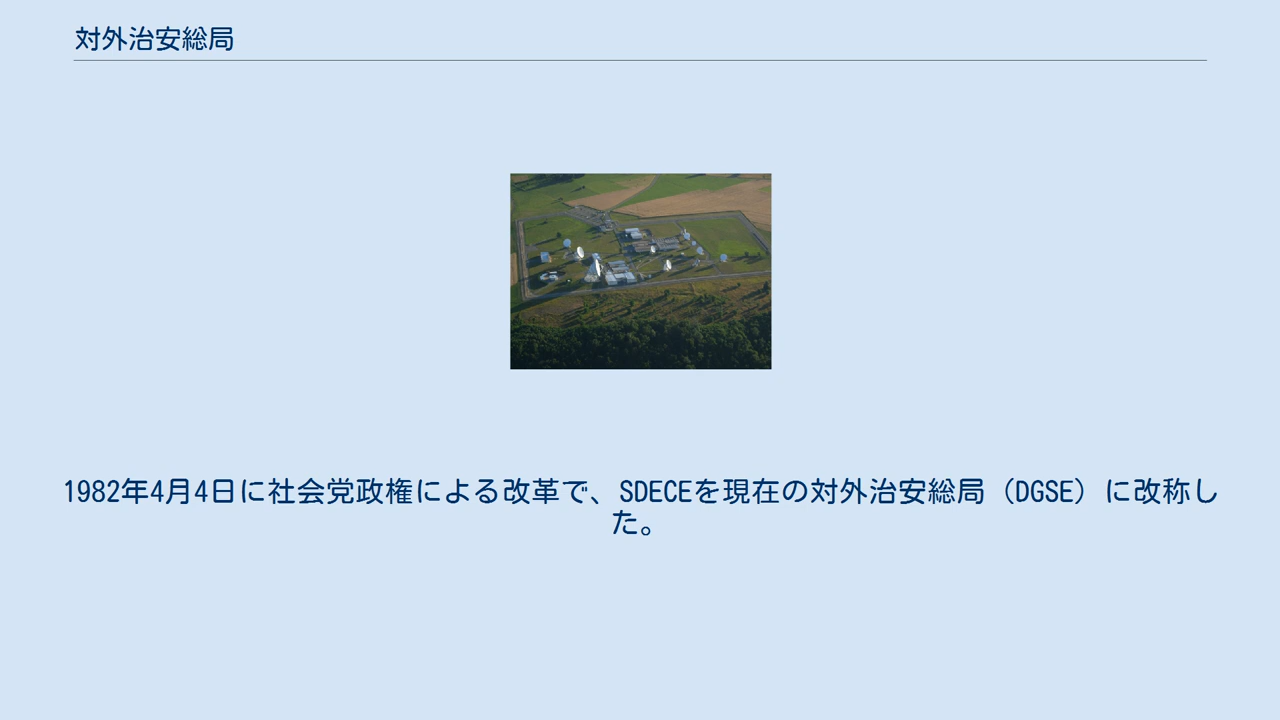 対外治安総局
1982年4月4日に社会党政権による改革で、SDECEを現在の対外治安総局（DGSE）に改称し
た。